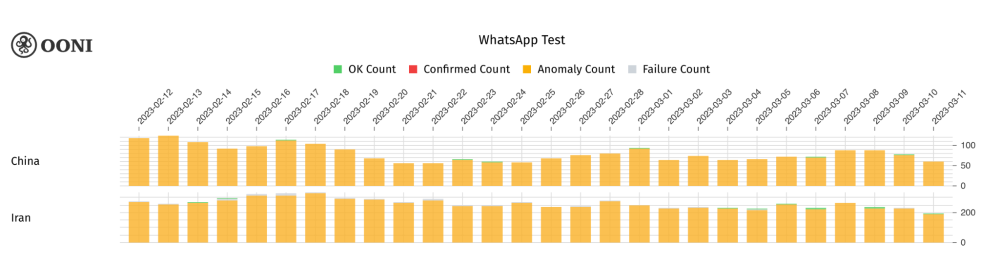 OONI
WhatsApp Test
OK Count Confirmed Count Anomaly Count Failure Count
2023-02-12 2023-02-13 2023-02-14 2023-02-15 2023-02-16 2023-02-17 2023-02-18 2023-02-19 2023-02-20 2023-02-21 2023-02-22 2023-02-23 2023-02-24 2023-02-25 2023-02-26 2023-02-27 2023-02-28 2023-03-01 2023-03-02 2023-03-03 2023-03-04 2023-03-05 2023-03-06 2023-03-07 2023-03-08 2023-03-09 2023-03-10 2023-03-11
China
100
50
0
Iran
200
0